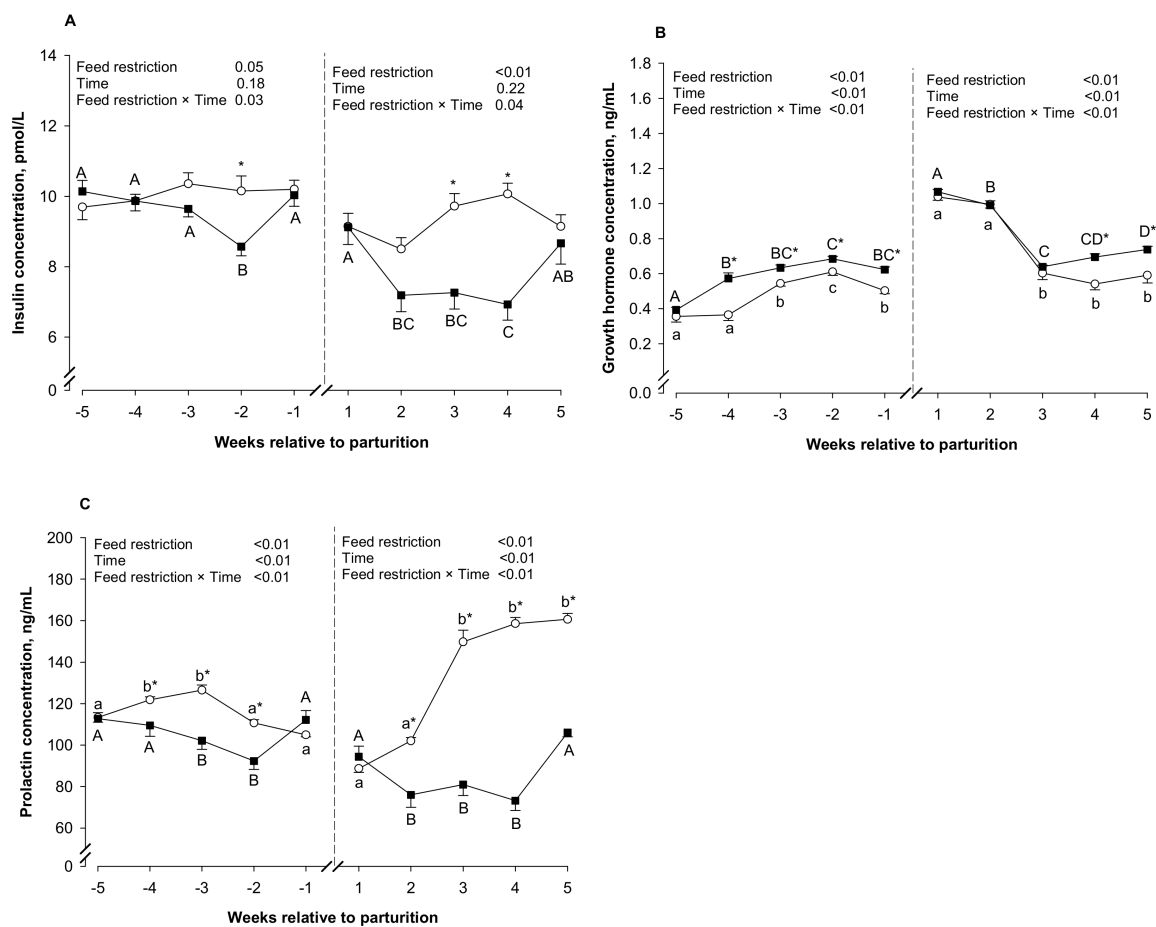 A
14
12
10
8
6
0
Insulin concentration, pmol/L
Feed restriction 0.05
Time 0.18
Feed restriction × Time 0.03
Feed restriction <0.01
Time 0.22
Feed restriction × Time 0.04
A A * * *
A B A
A BC BC C AB
-5 -4 -3 -2 -1 1 2 3 4 5
Weeks relative to parturition
B
1.8
1.6
1.4
1.2
1.0
0.8
0.6
0.4
0.2
0.0
Growth hormone concentration, ng/mL
Feed restriction <0.01
Time <0.01
Feed restriction × Time <0.01
Feed restriction <0.01
Time <0.01
Feed restriction × Time <0.01
A B* BC* C* BC* A B C CD* D*
a a b c b a a b b b
-5 -4 -3 -2 -1 1 2 3 4 5
Weeks relative to parturition
C
200
180
160
140
120
100
80
60
0
Prolactin concentration, ng/mL
Feed restriction <0.01
Time <0.01
Feed restriction × Time <0.01
Feed restriction <0.01
Time <0.01
Feed restriction × Time <0.01
a b* b* a* A A a* b* b* b*
A A B B a a B B B A
-5 -4 -3 -2 -1 1 2 3 4 5
Weeks relative to parturition